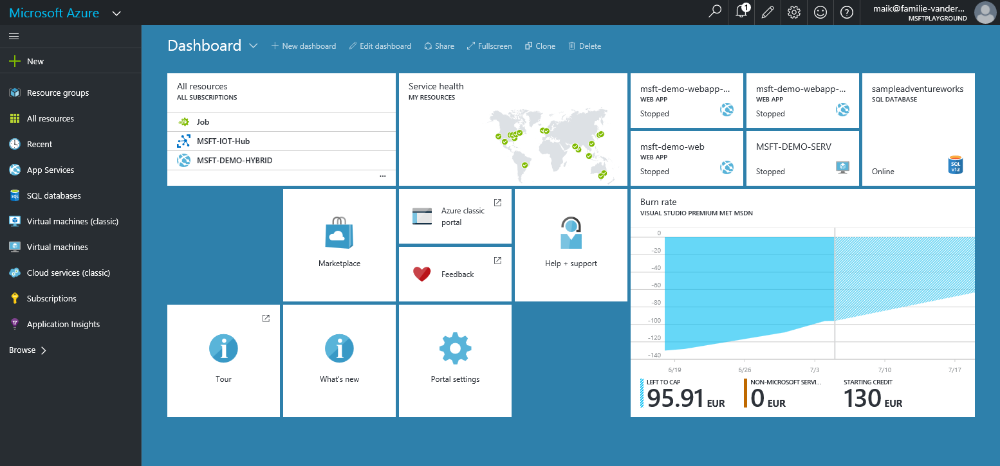 Microsoft Azure
1
maik@familie-vander...
MSFTPLAYGROUND
New
Resource groups
All resources
Recent
App Services
SQL
SQL databases
Virtual machines (classic)
Virtual machines
Cloud services (classic)
Subscriptions
Application Insights
Browse
Dashboard
New dashboard
Edit dashboard
Share
Fullscreen
Clone
Delete
All resources
ALL SUBSCRIPTIONS
Job
MSFT-IOT-Hub
MSFT-DEMO-HYBRID
...
Service health
MY RESOURCES
msft-demo-webapp-...
WEB APP
Stopped
msft-demo-webapp-...
WEB APP
Stopped
sampleadventureworks
SQL DATABASE
Online
SQL
v12
msft-demo-web
WEB APP
Stopped
MSFT-DEMO-SERV
Stopped
Marketplace
Azure classic
portal
Feedback
Help + support
Tour
What's new
Portal settings
Burn rate
VISUAL STUDIO PREMIUM MET MSDN
0
-20
-40
-60
-80
-100
-120
-140
6/19
6/26
7/3
7/10
7/17
LEFT TO CAP
95.91 EUR
NON-MICROSOFT SERVI...
0 EUR
STARTING CREDIT
130 EUR